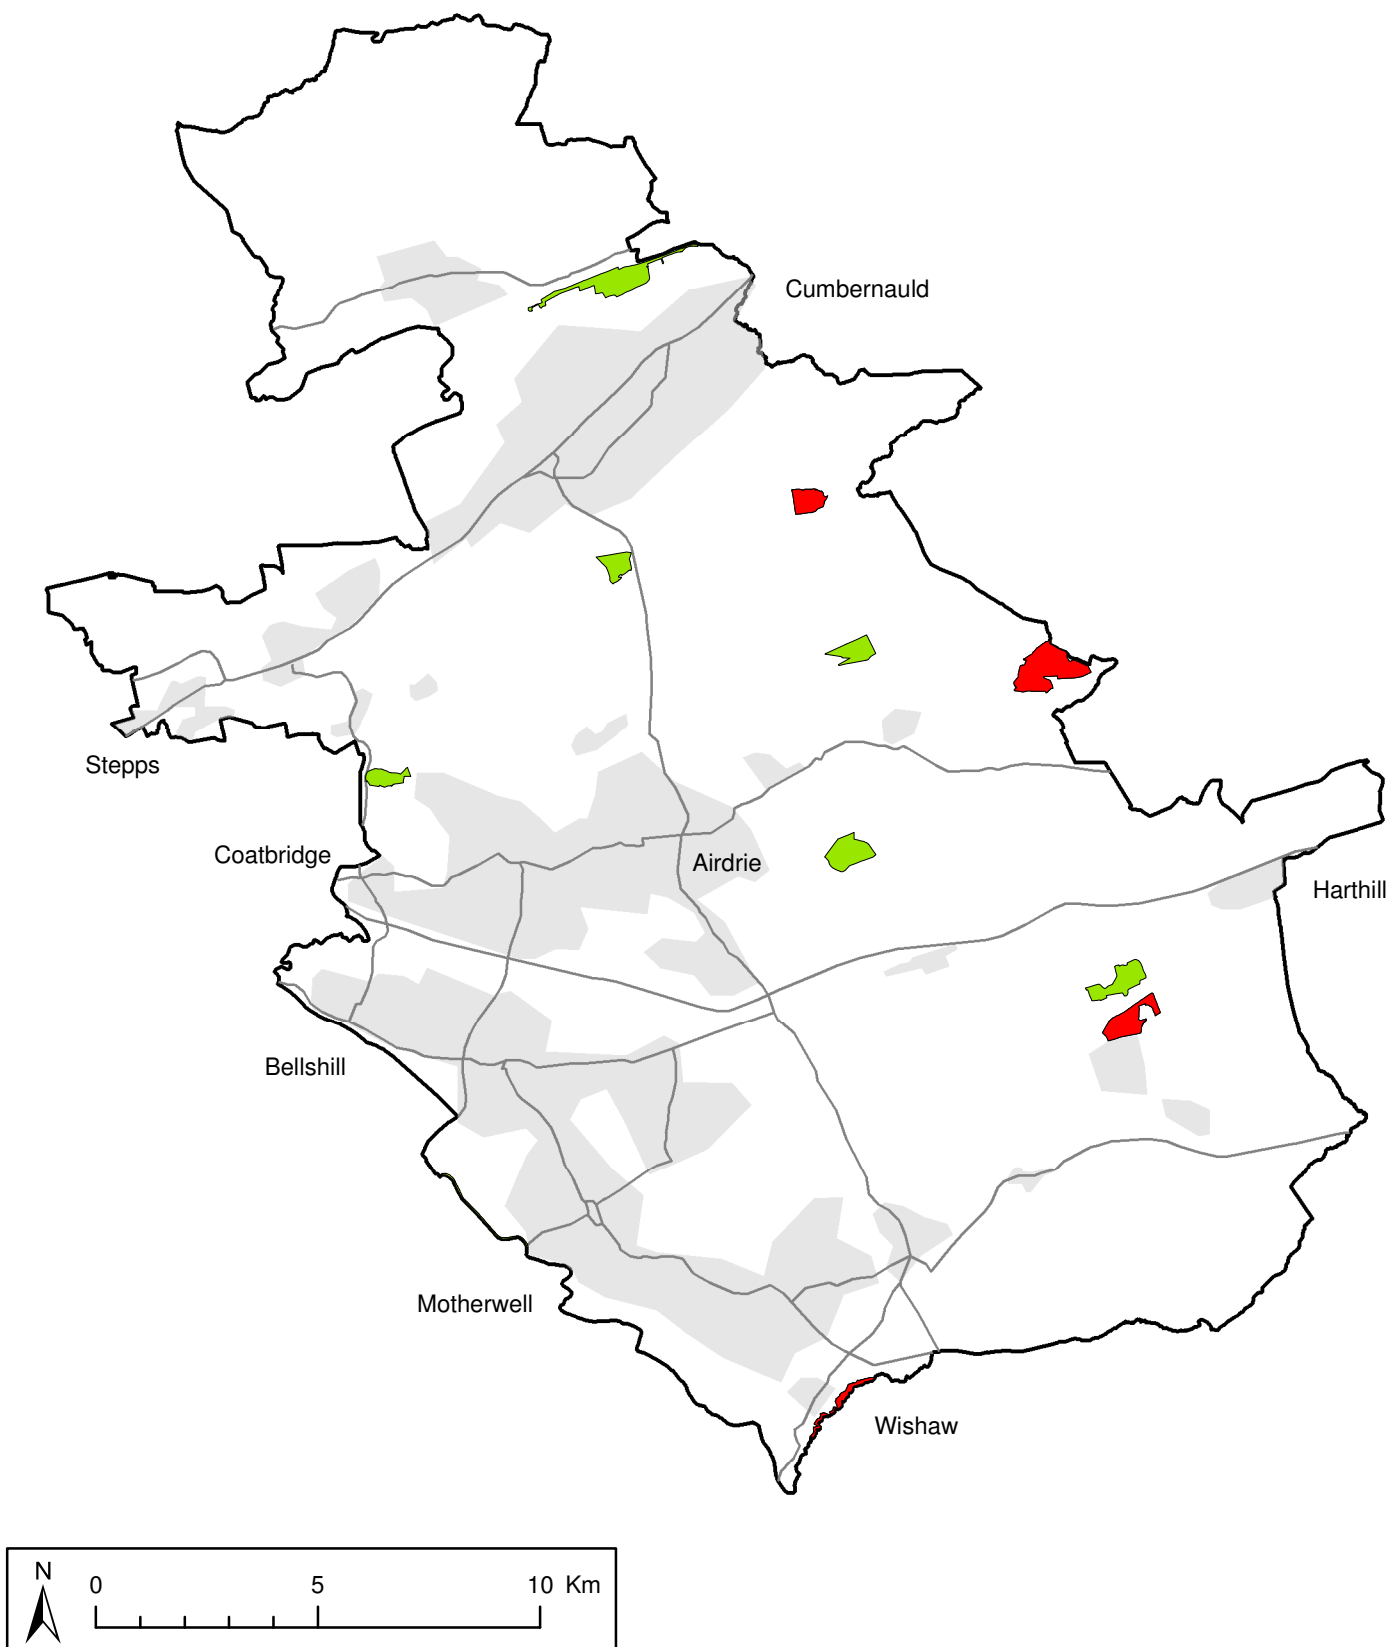 Cumbernauld
Stepps
Coatbridge
Airdrie
Harthill
Bellshill
Motherwell
Wishaw
N
0 5 10 Km